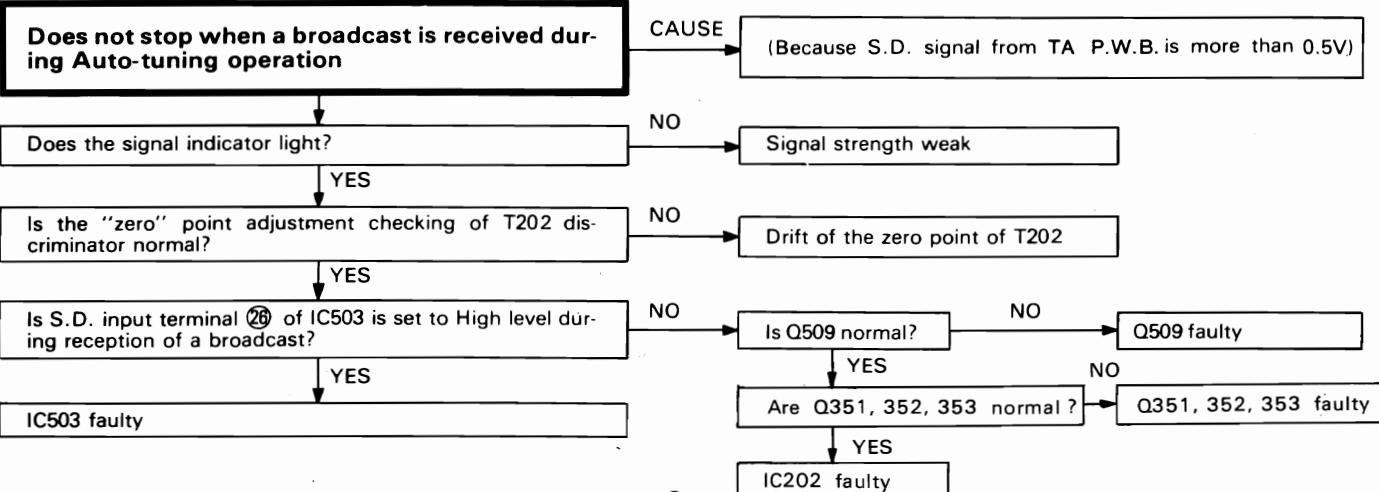 Does not stop when a broadcast is received dur-
ing Auto-tuning operation
CAUSE
(Because S.D. signal from TA P.W.B. is more than 0.5V)
Does the signal indicator light?
NO
Signal strength weak
YES
Is the "zero" point adjustment checking of T202 dis-
criminator normal?
NO
Drift of the zero point of T202
YES
Is S.D. input terminal ㉖ of IC503 is set to High level dur-
ing reception of a broadcast?
NO
Is Q509 normal?
NO
Q509 faulty
YES
IC503 faulty
YES
Are Q351, 352, 353 normal ?
NO
Q351, 352, 353 faulty
YES
IC202 faulty